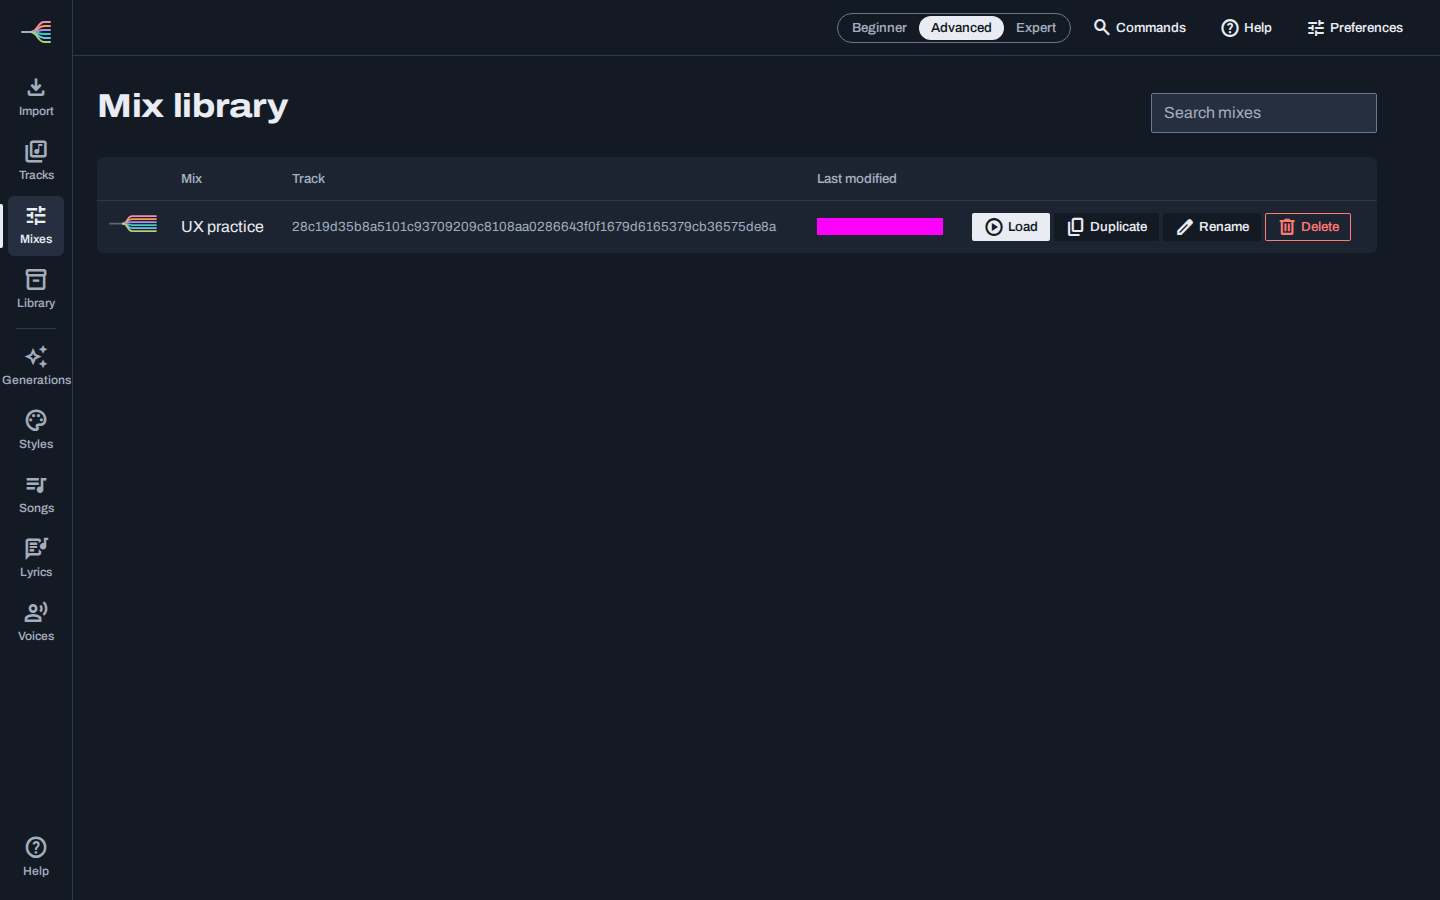 Beginner Advanced Expert Commands Help Preferences
Import
Tracks
Mixes
Library
Generations
Styles
Songs
Lyrics
Voices
Help
Mix library
Search mixes
Mix Track Last modified
UX practice 28c19d35b8a5101c93709209c8108aa0286643f0f1679d6165379cb36575de8a Load Duplicate Rename Delete